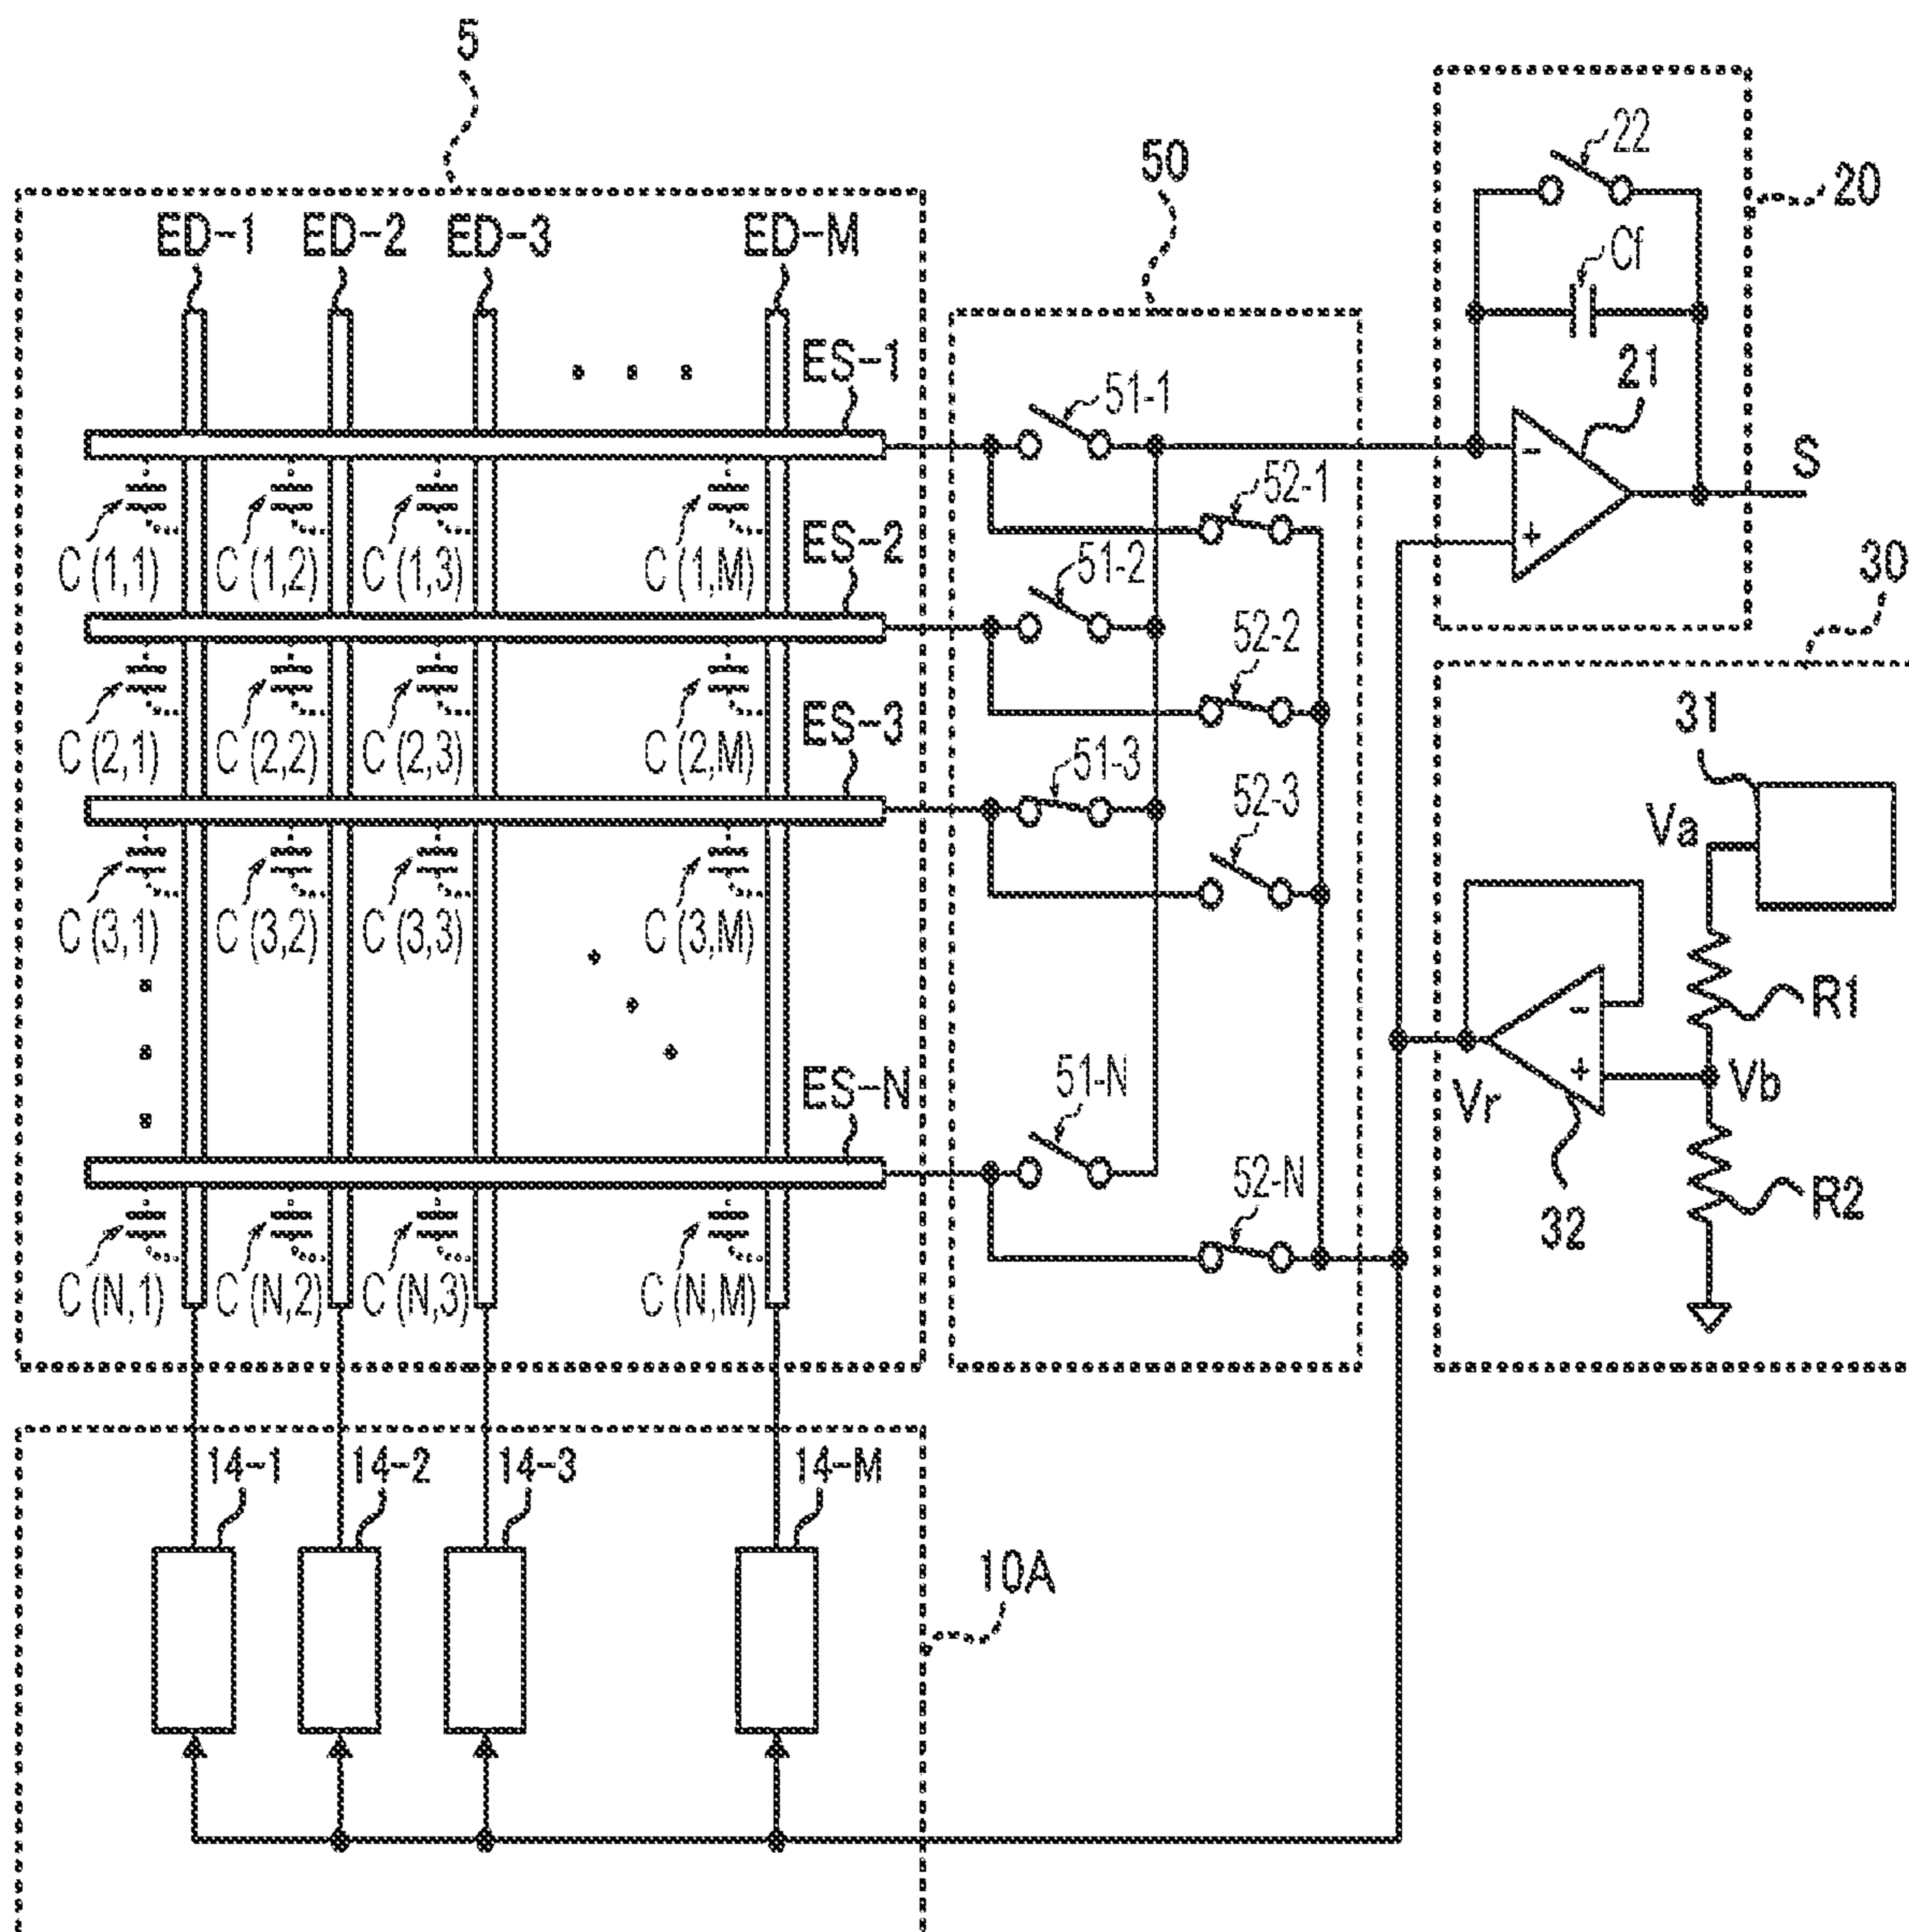 5
50
22
20
ED-1 ED-2 ED-3 ED-M
Cf
ES-1
51-1
21
S
52-1
-
+
C(1,1) C(1,2) C(1,3) C(1,M)
ES-2
51-2
30
52-2
C(2,1) C(2,2) C(2,3) C(2,M)
ES-3
51-3
52-3
31
Va
C(3,1) C(3,2) C(3,3) C(3,M)
R1
-
+
ES-N
51-N
Vr
Vb
52-N
32
R2
C(N,1) C(N,2) C(N,3) C(N,M)
14-1 14-2 14-3 14-M
10A